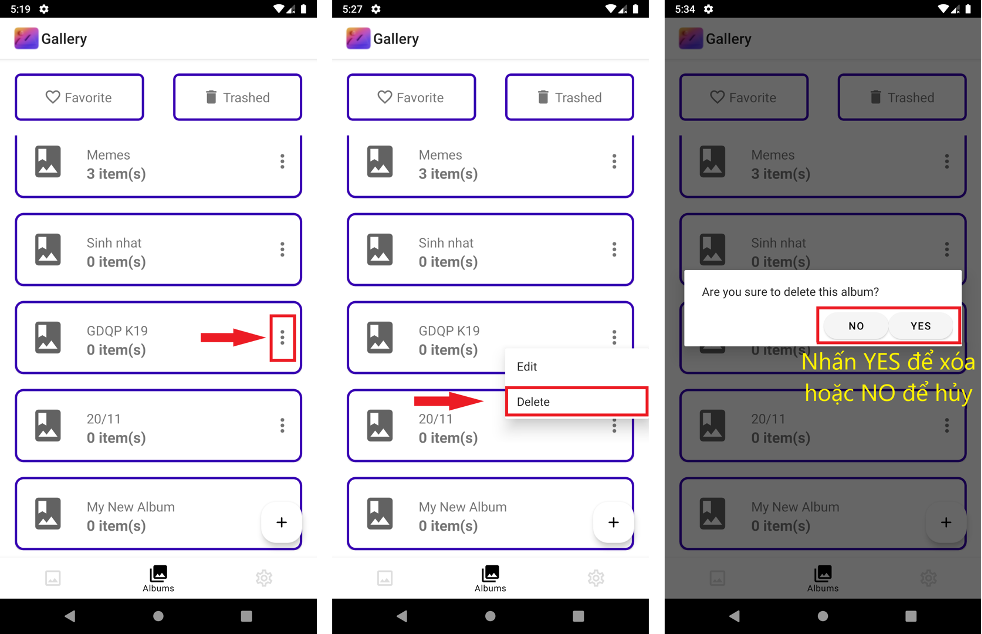 5:19
Gallery
Favorite
Trashed
Memes
3 item(s)
Sinh nhat
0 item(s)
GDQP K19
0 item(s)
20/11
0 item(s)
My New Album
0 item(s)
+
Albums
5:27
Gallery
Favorite
Trashed
Memes
3 item(s)
Sinh nhat
0 item(s)
GDQP K19
0 item(s)
Edit
Delete
20/11
0 item(s)
My New Album
0 item(s)
+
Albums
5:34
Gallery
Favorite
Trashed
Memes
3 item(s)
Sinh nhat
0 item(s)
Are you sure to delete this album?
NO YES
0 item(s)
Nhấn YES để xóa
hoặc NO để hủy
20/11
0 item(s)
My New Album
0 item(s)
+
Albums